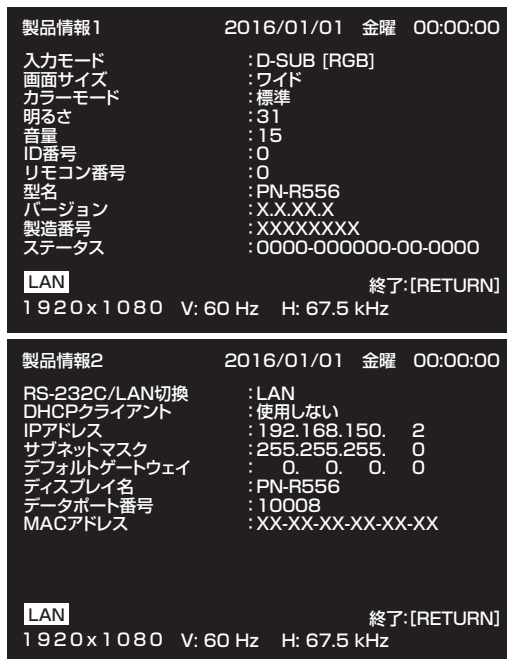 製品情報1 2016/01/01 金曜 00:00:00
入力モード :D-SUB [RGB]
画面サイズ :ワイド
カラーモード :標準
明るさ :31
音量 :15
ID番号 :0
リモコン番号 :0
型名 :PN-R556
バージョン :X.X.XX.X
製造番号 :XXXXXXXX
ステータス :0000-000000-00-0000
LAN
終了:[RETURN]
1920x1080 V: 60 Hz H: 67.5 kHz
製品情報2 2016/01/01 金曜 00:00:00
RS-232C/LAN切換 :LAN
DHCPクライアント :使用しない
IPアドレス :192.168.150. 2
サブネットマスク :255.255.255. 0
デフォルトゲートウェイ : 0. 0. 0. 0
ディスプレイ名 :PN-R556
データポート番号 :10008
MACアドレス :XX-XX-XX-XX-XX-XX
LAN
終了:[RETURN]
1920x1080 V: 60 Hz H: 67.5 kHz